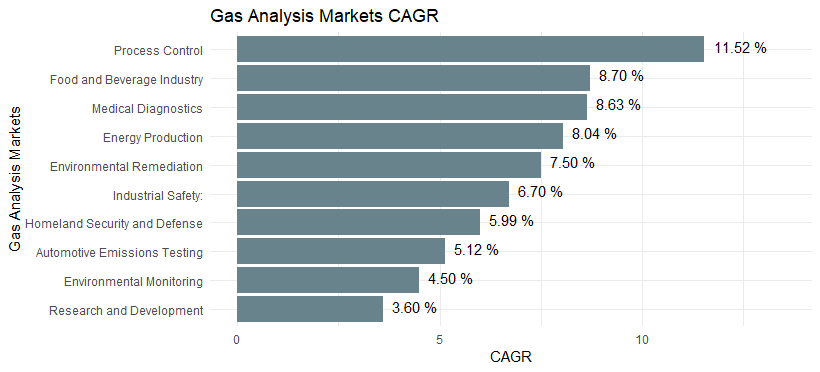 Gas Analysis Markets CAGR
Gas Analysis Markets
Process Control 11.52 %
Food and Beverage Industry 8.70 %
Medical Diagnostics 8.63 %
Energy Production 8.04 %
Environmental Remediation 7.50 %
Industrial Safety: 6.70 %
Homeland Security and Defense 5.99 %
Automotive Emissions Testing 5.12 %
Environmental Monitoring 4.50 %
Research and Development 3.60 %
0 5 10
CAGR